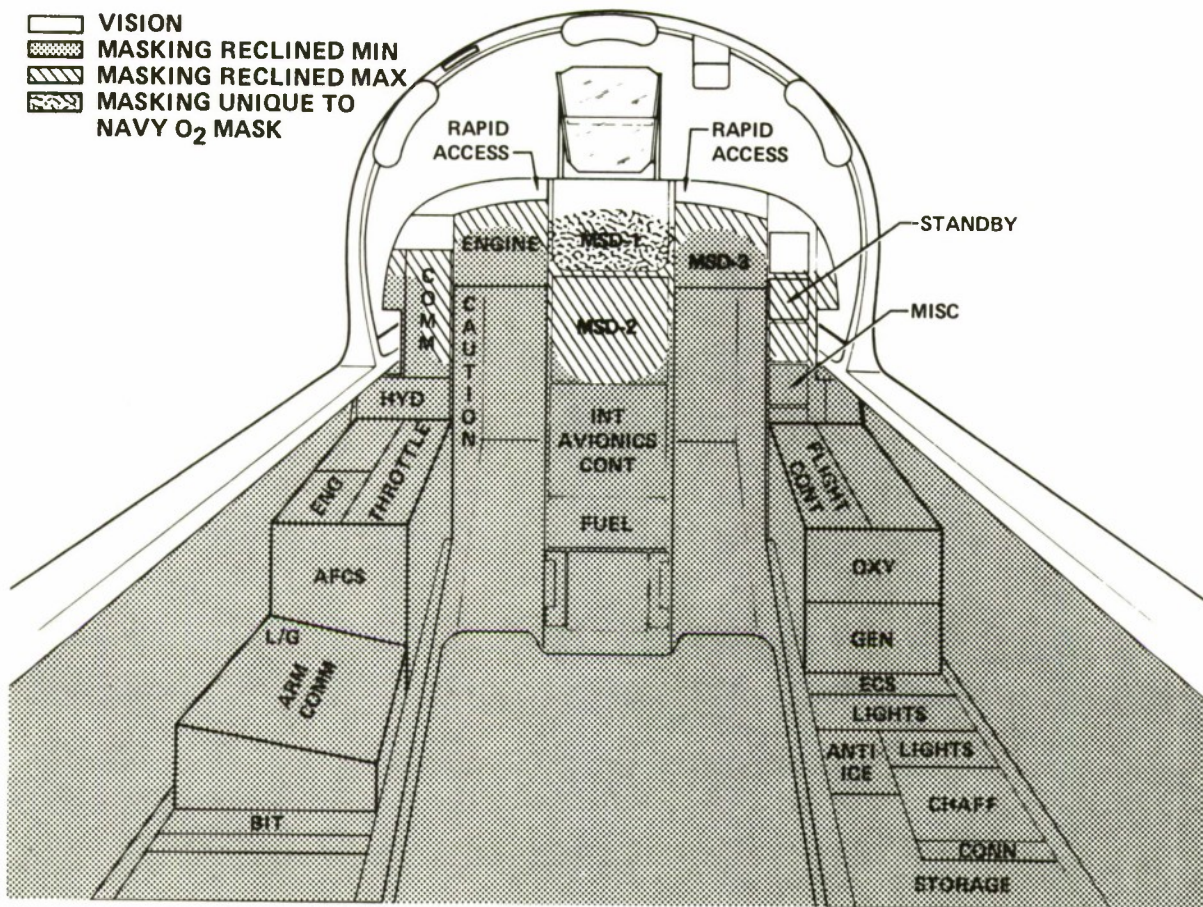 VISION
MASKING RECLINED MIN
MASKING RECLINED MAX
MASKING UNIQUE TO
NAVY O₂ MASK
RAPID
ACCESS
RAPID
ACCESS
STANDBY
MISC
ENGINE
MSD-1
MSD-3
COMM
CAUTION
MSD-2
HYD
INT
AVIONICS
CONT
ENG
THROTTLE
FLIGHT
CONT
FUEL
AFCS
OXY
L/G
ARM
COMM
GEN
ECS
LIGHTS
ANTI
ICE
LIGHTS
CHAFF
BIT
CONN
STORAGE